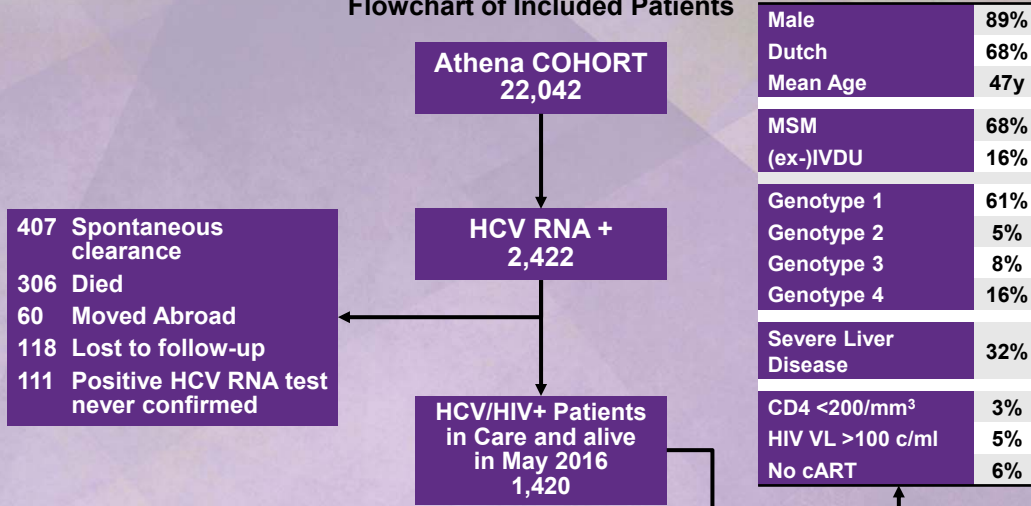 Flowchart of Included Patients
Athena COHORT
22,042
HCV RNA +
2,422
407 Spontaneous
clearance
306 Died
60 Moved Abroad
118 Lost to follow-up
111 Positive HCV RNA test
never confirmed
HCV/HIV+ Patients
in Care and alive
in May 2016
1,420
Male 89%
Dutch 68%
Mean Age 47y
MSM 68%
(ex-)IVDU 16%
Genotype 1 61%
Genotype 2 5%
Genotype 3 8%
Genotype 4 16%
Severe Liver
Disease 32%
CD4 <200/mm³ 3%
HIV VL >100 c/ml 5%
No cART 6%